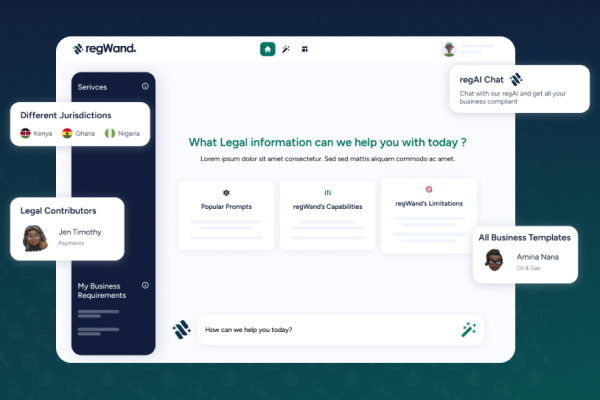 regWand.
Serivces
Different Jurisdictions
Kenya Ghana Nigeria
Legal Contributors
Jen Timothy
Payments
My Business
Requirements
regAI Chat
Chat with our regAI and get all your
business compliant
What Legal information can we help you with today ?
Lorem ipsum dolor sit amet consectetur. Sed sed mattis aliquam commodo ac amet.
Popular Prompts
regWand's Capabilities
regWand's Limitations
All Business Templates
Amina Nana
Oil & Gas
How can we help you today?